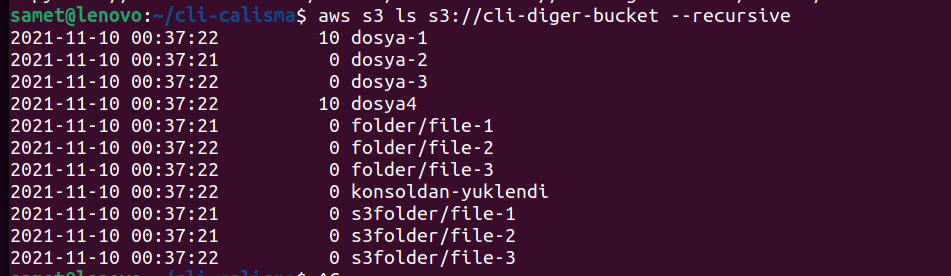 samet@lenovo:~/cli-calisma$ aws s3 ls s3://cli-diger-bucket --recursive
2021-11-10 00:37:22         10 dosya-1
2021-11-10 00:37:21          0 dosya-2
2021-11-10 00:37:22          0 dosya-3
2021-11-10 00:37:22         10 dosya4
2021-11-10 00:37:21          0 folder/file-1
2021-11-10 00:37:22          0 folder/file-2
2021-11-10 00:37:22          0 folder/file-3
2021-11-10 00:37:22          0 konsoldan-yuklendi
2021-11-10 00:37:21          0 s3folder/file-1
2021-11-10 00:37:21          0 s3folder/file-2
2021-11-10 00:37:22          0 s3folder/file-3
samet@lenovo:~/cli-calisma$